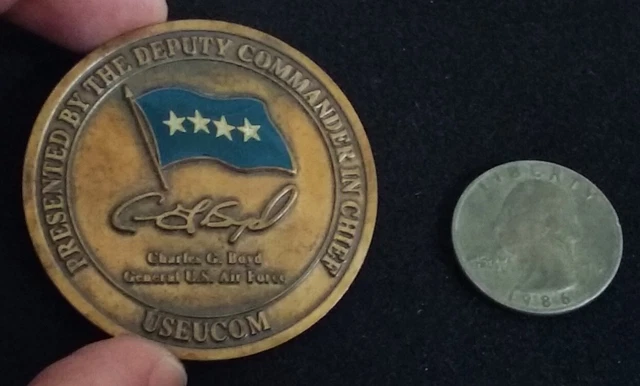 PRESENTED BY THE DEPUTY COMMANDER IN CHIEF
Charles G. Boyd
General U.S. Air Force
USEUCOM
LIBERTY
1986